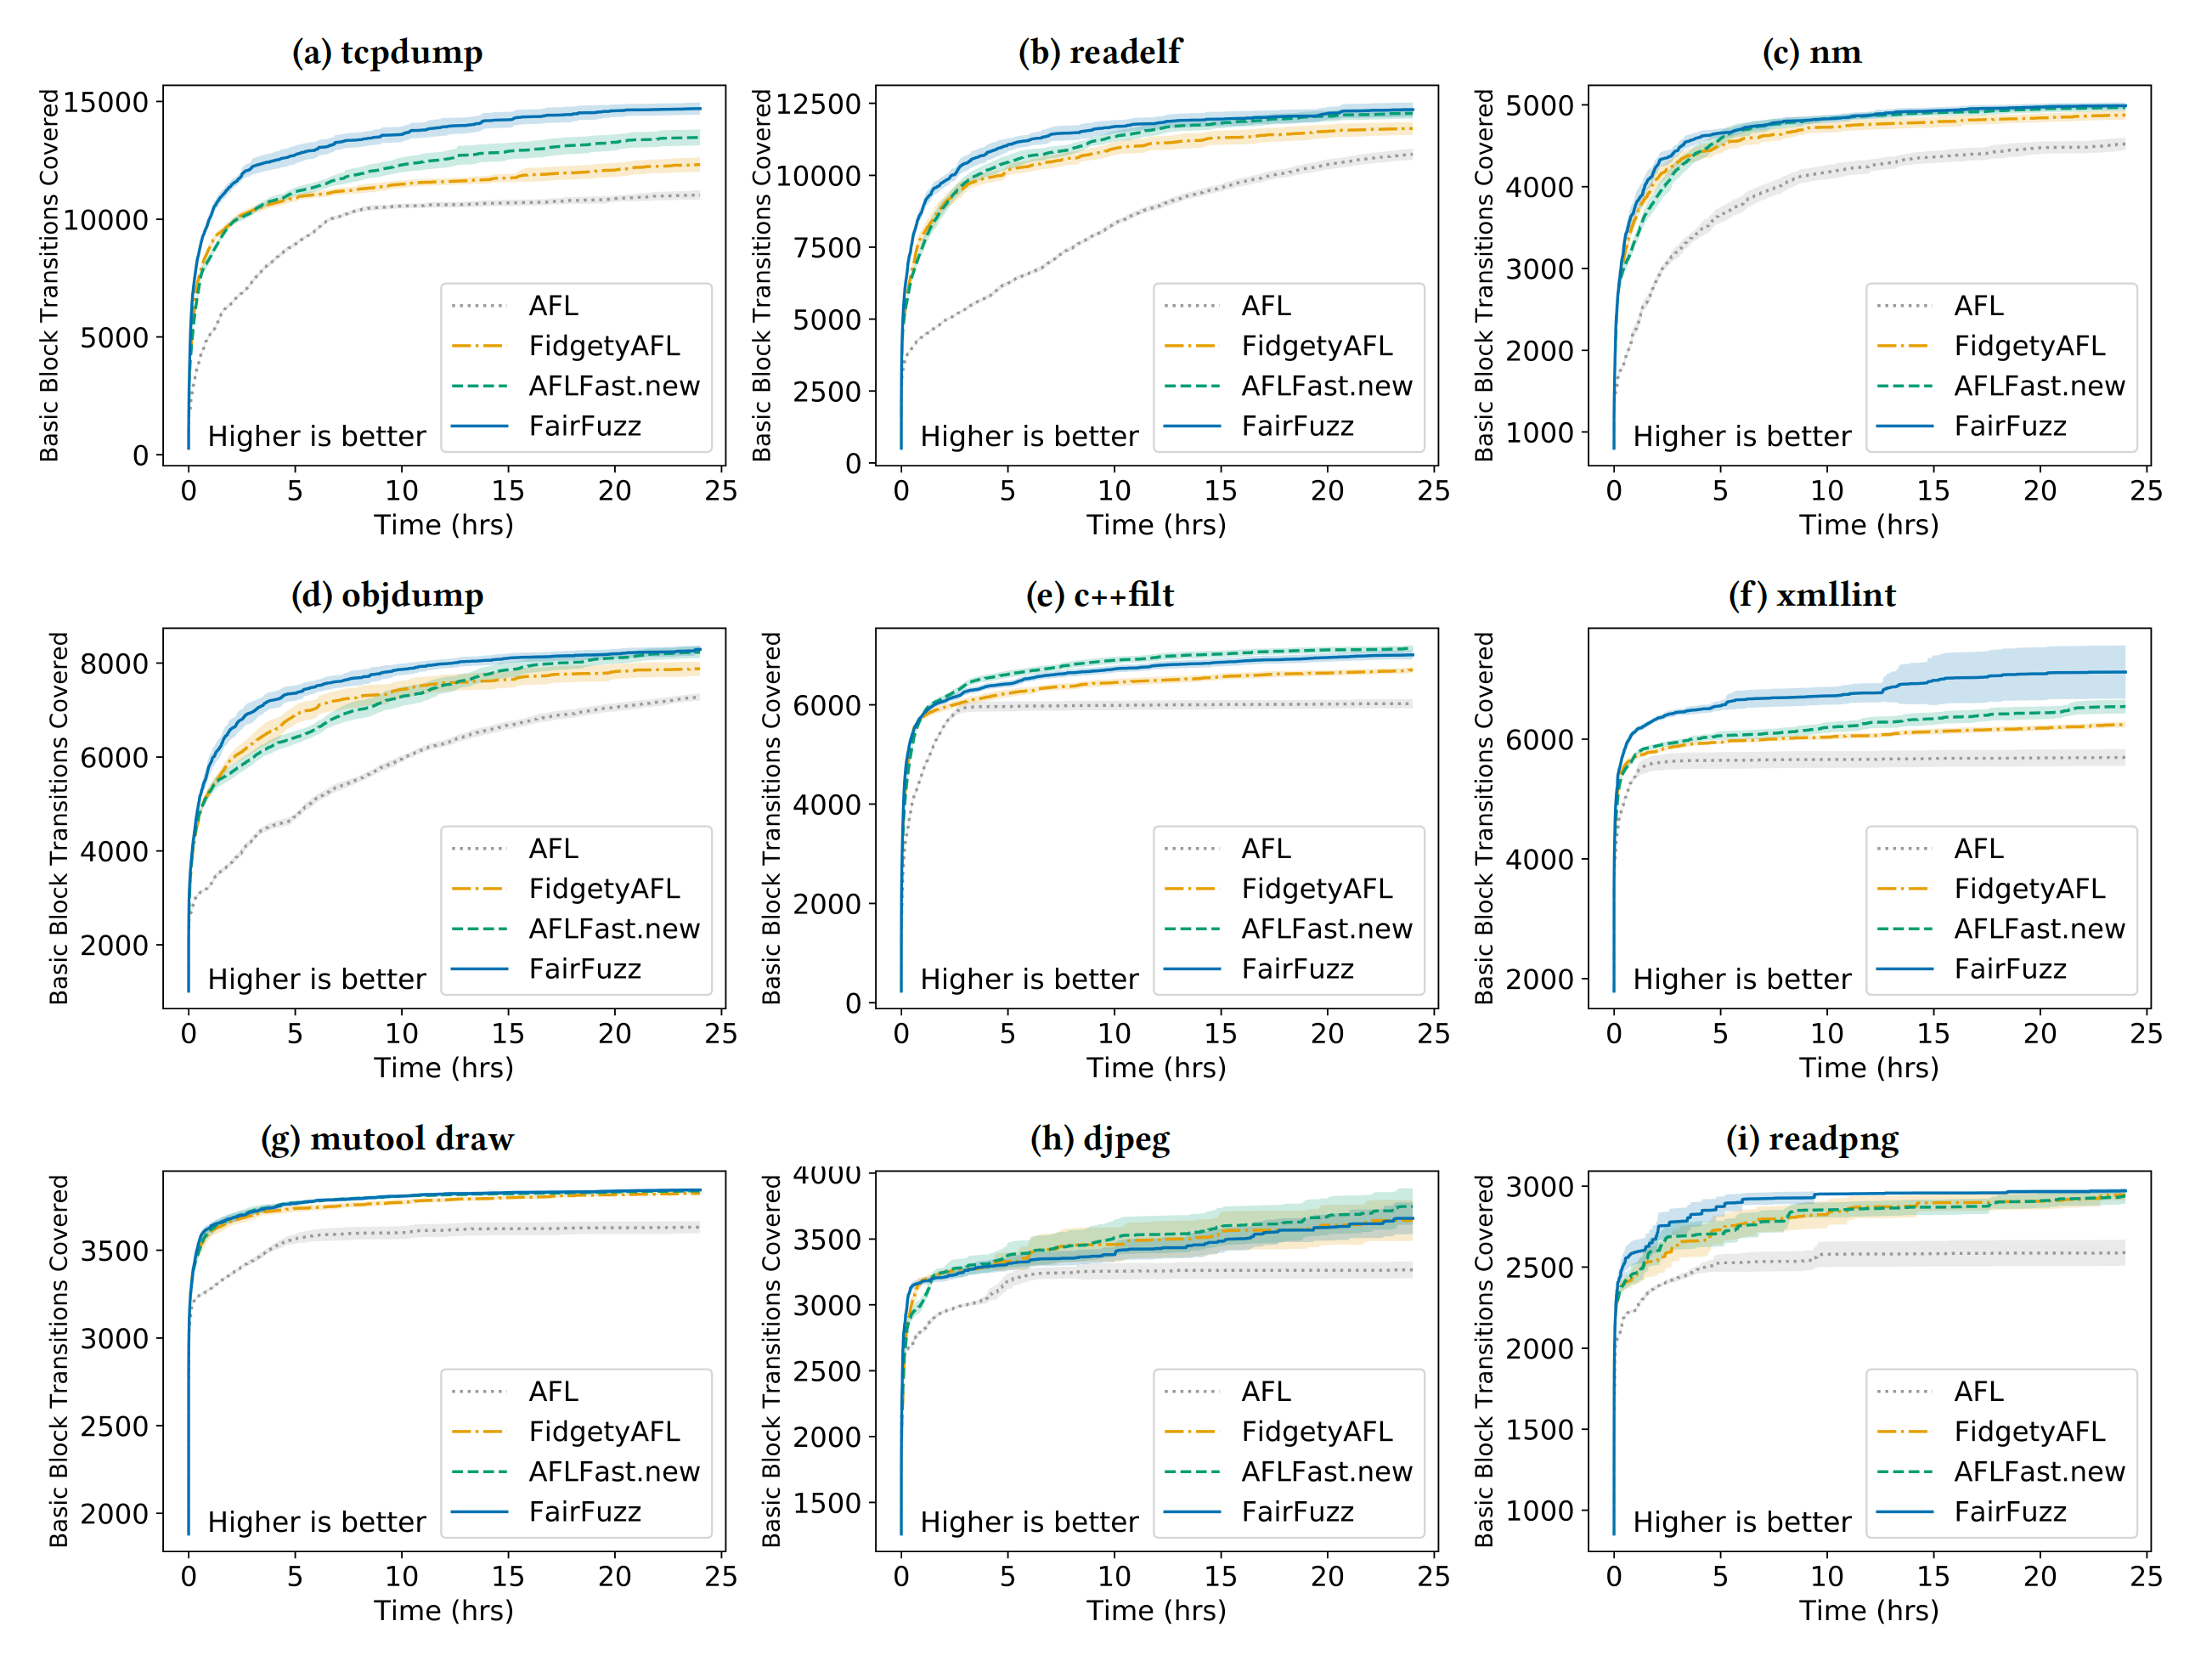 (a) tcpdump
Basic Block Transitions Covered
15000
10000
5000
0
AFL
FidgetyAFL
AFLFast.new
FairFuzz
Higher is better
0 5 10 15 20 25
Time (hrs)
(b) readelf
Basic Block Transitions Covered
12500
10000
7500
5000
2500
0
AFL
FidgetyAFL
AFLFast.new
FairFuzz
Higher is better
0 5 10 15 20 25
Time (hrs)
(c) nm
Basic Block Transitions Covered
5000
4000
3000
2000
1000
AFL
FidgetyAFL
AFLFast.new
FairFuzz
Higher is better
0 5 10 15 20 25
Time (hrs)
(d) objdump
Basic Block Transitions Covered
8000
6000
4000
2000
AFL
FidgetyAFL
AFLFast.new
FairFuzz
Higher is better
0 5 10 15 20 25
Time (hrs)
(e) c++filt
Basic Block Transitions Covered
6000
4000
2000
0
AFL
FidgetyAFL
AFLFast.new
FairFuzz
Higher is better
0 5 10 15 20 25
Time (hrs)
(f) xmllint
Basic Block Transitions Covered
6000
4000
2000
AFL
FidgetyAFL
AFLFast.new
FairFuzz
Higher is better
0 5 10 15 20 25
Time (hrs)
(g) mutool draw
Basic Block Transitions Covered
3500
3000
2500
2000
AFL
FidgetyAFL
AFLFast.new
FairFuzz
Higher is better
0 5 10 15 20 25
Time (hrs)
(h) djpeg
Basic Block Transitions Covered
4000
3500
3000
2500
2000
1500
AFL
FidgetyAFL
AFLFast.new
FairFuzz
Higher is better
0 5 10 15 20 25
Time (hrs)
(i) readpng
Basic Block Transitions Covered
3000
2500
2000
1500
1000
AFL
FidgetyAFL
AFLFast.new
FairFuzz
Higher is better
0 5 10 15 20 25
Time (hrs)